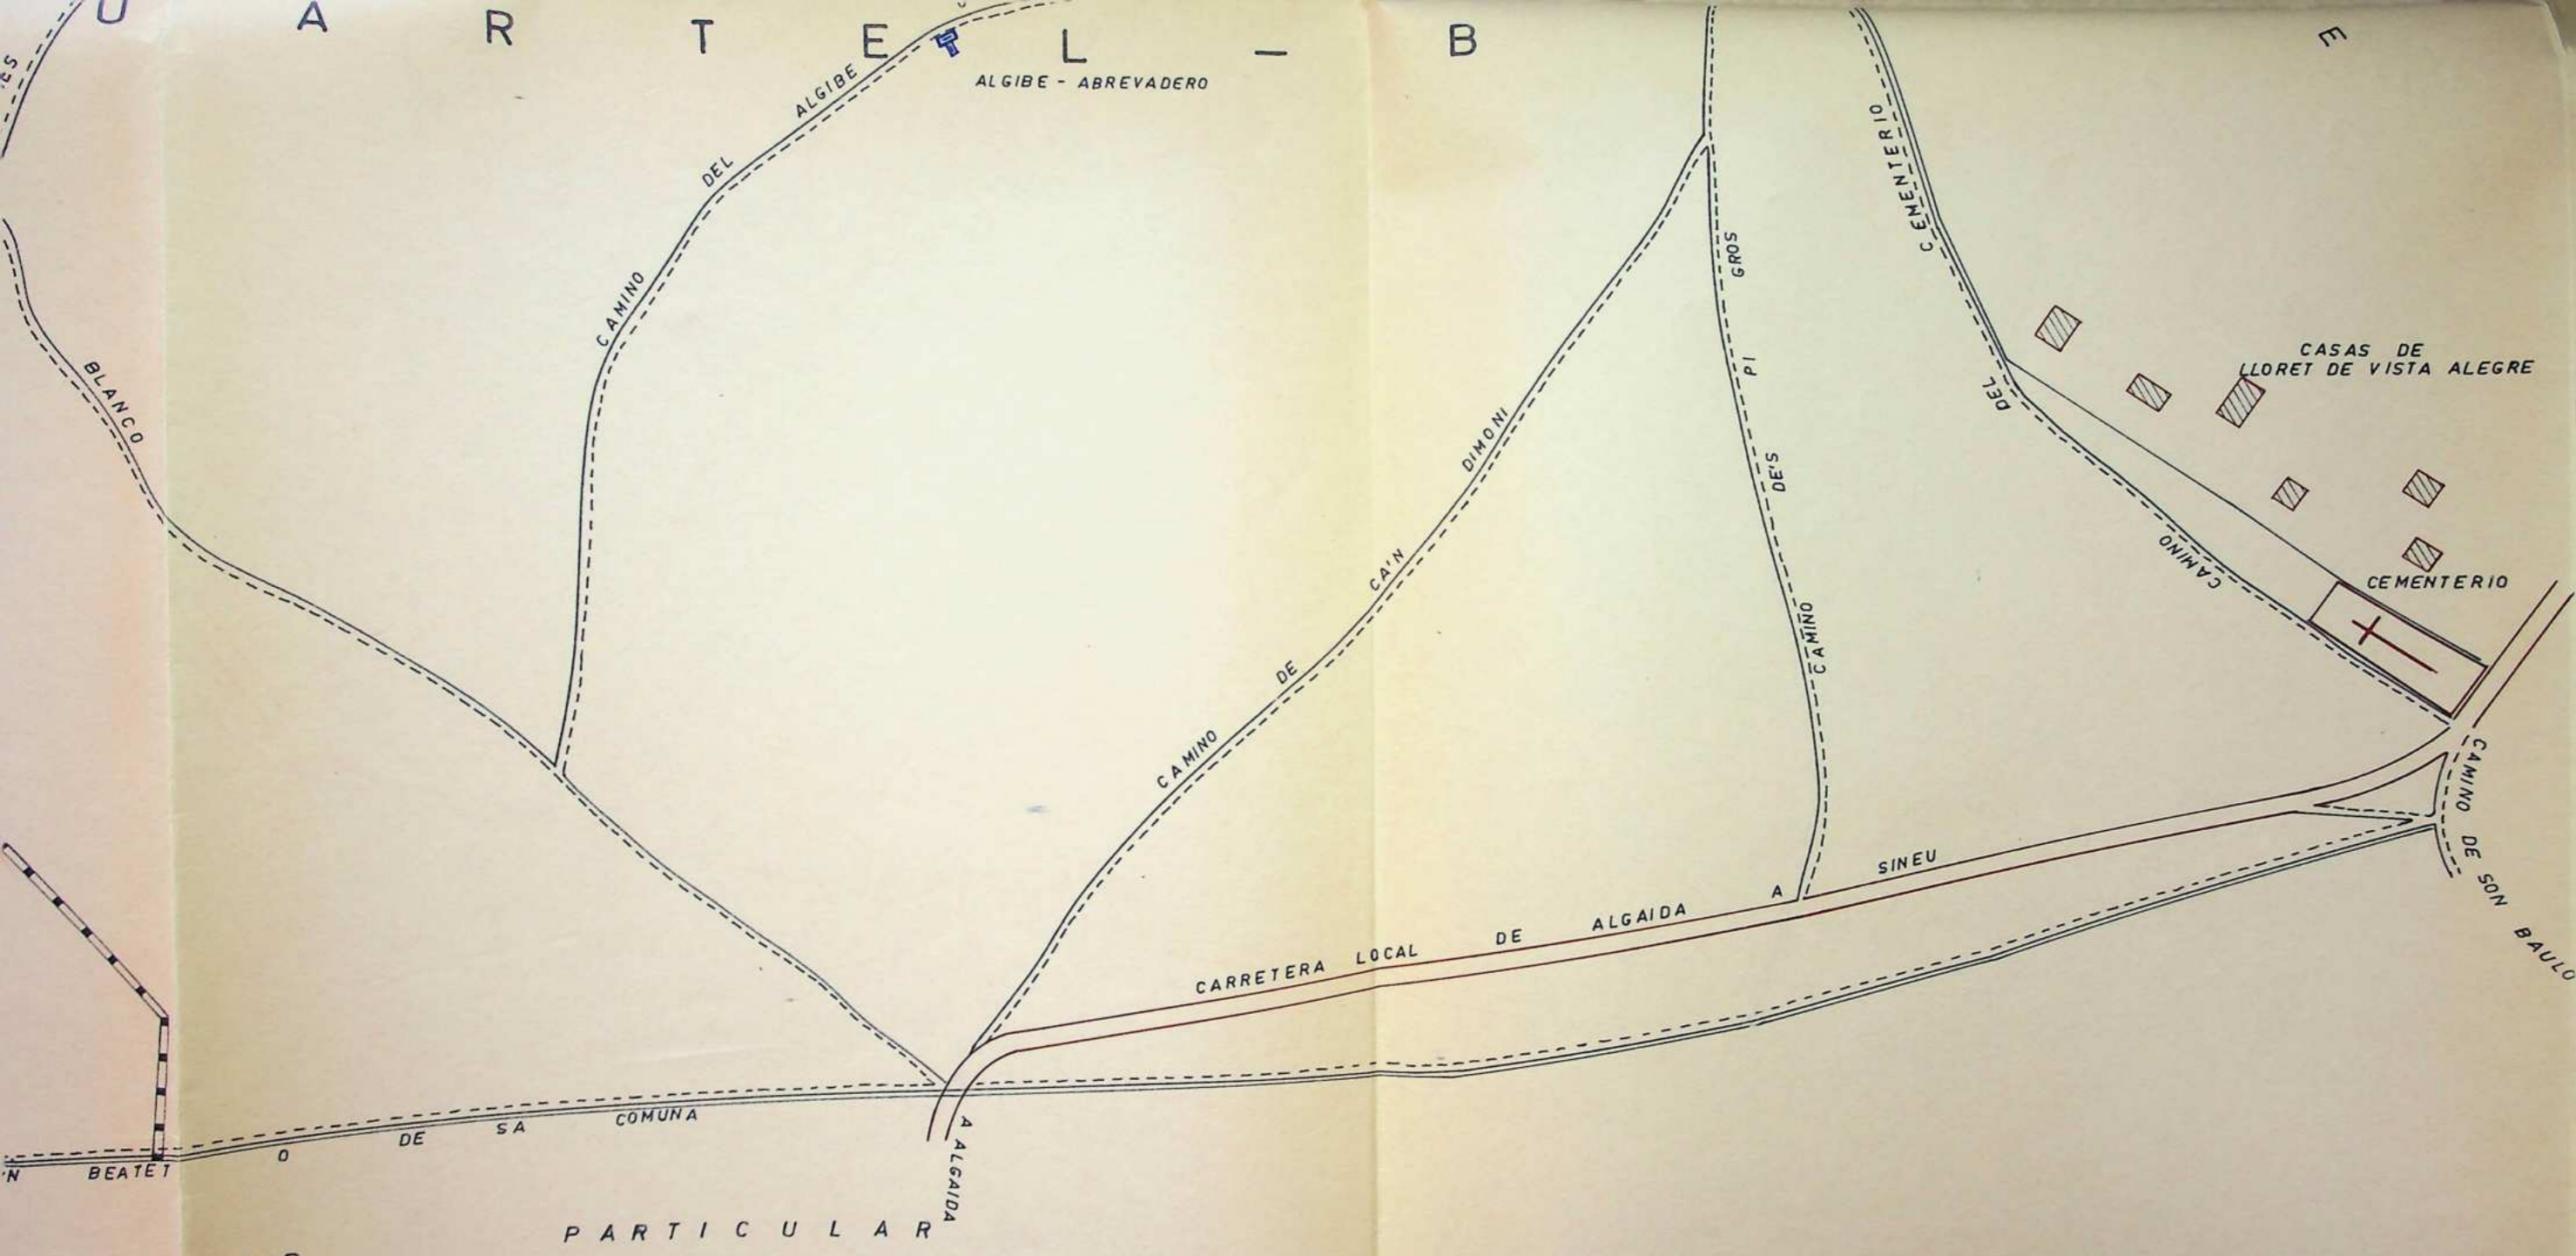 UARTEL - B
E
ALGIBE - ABREVADERO
CAMINO DEL ALGIBE
BLANCO
CAMINO DE CA'N DIMONI
CAMINO DE'S PI GROS
CAMINO DEL CEMENTERIO
CASAS DE
LLORET DE VISTA ALEGRE
CEMENTERIO
CARRETERA LOCAL DE ALGAIDA A SINEU
CAMINO DE SON BAULO
'N BEATET O DE SA COMUNA
A ALGAIDA
PARTICULAR